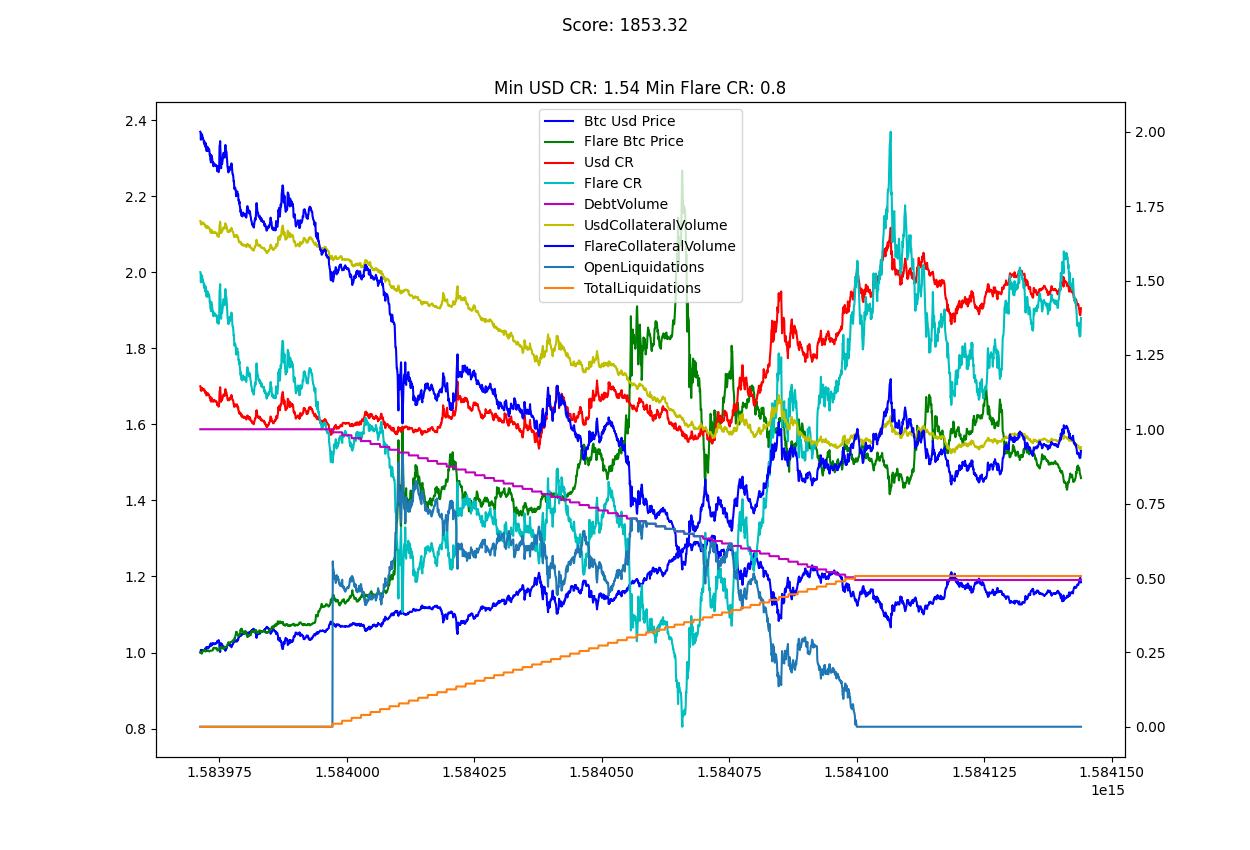 Score: 1853.32
Min USD CR: 1.54 Min Flare CR: 0.8
Btc Usd Price
Flare Btc Price
Usd CR
Flare CR
DebtVolume
UsdCollateralVolume
FlareCollateralVolume
OpenLiquidations
TotalLiquidations
2.4
2.2
2.0
1.8
1.6
1.4
1.2
1.0
0.8
2.00
1.75
1.50
1.25
1.00
0.75
0.50
0.25
0.00
1.583975 1.584000 1.584025 1.584050 1.584075 1.584100 1.584125 1.584150
1e15